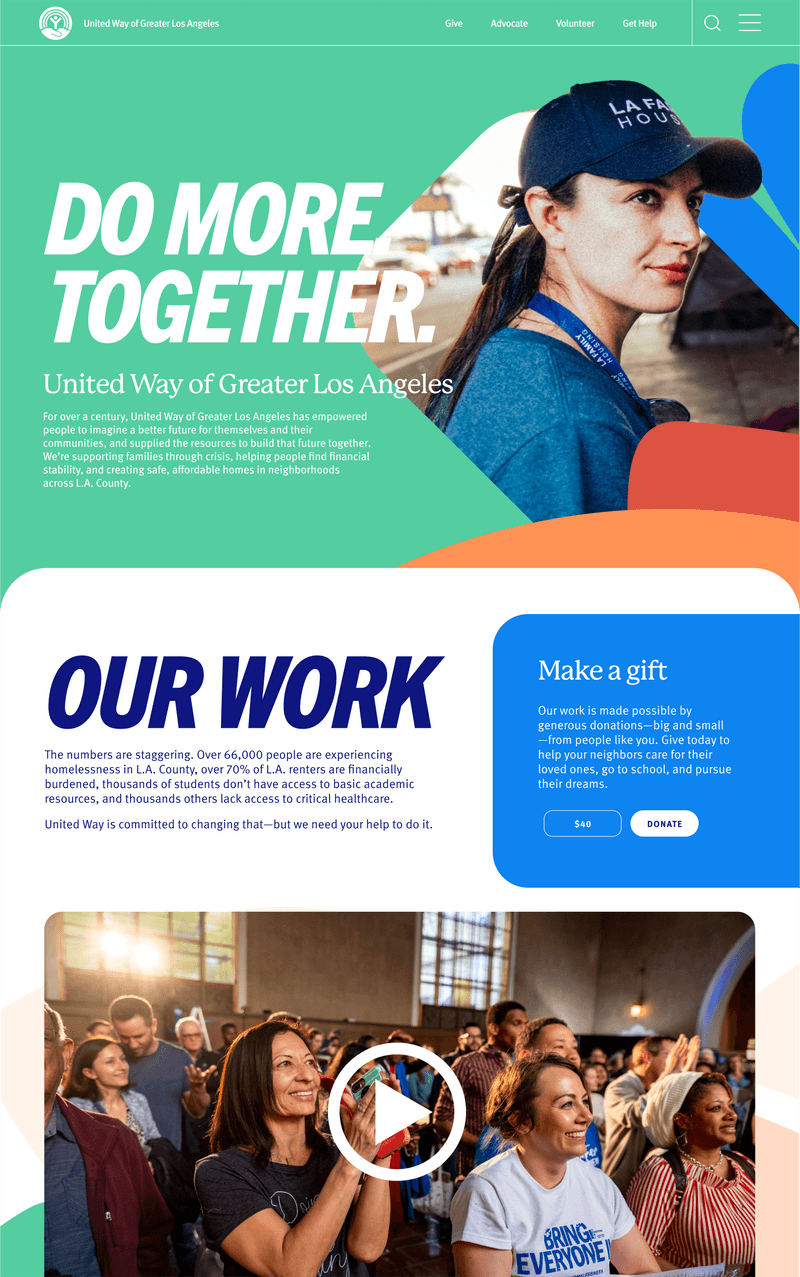 United Way of Greater Los Angeles
Give Advocate Volunteer Get Help
LA
HOUS
DO MORE.
TOGETHER.
LA FAMILY
HOUSING
United Way of Greater Los Angeles
For over a century, United Way of Greater Los Angeles has empowered
people to imagine a better future for themselves and their
communities, and supplied the resources to build that future together.
We're supporting families through crisis, helping people find financial
stability, and creating safe, affordable homes in neighborhoods
across L.A. County.
OUR WORK
The numbers are staggering. Over 66,000 people are experiencing
homelessness in L.A. County, over 70% of L.A. renters are financially
burdened, thousands of students don't have access to basic academic
resources, and thousands others lack access to critical healthcare.
United Way is committed to changing that—but we need your help to do it.
Make a gift
Our work is made possible by
generous donations—big and small
—from people like you. Give today to
help your neighbors care for their
loved ones, go to school, and pursue
their dreams.
$40
DONATE
BRING
EVERYONE